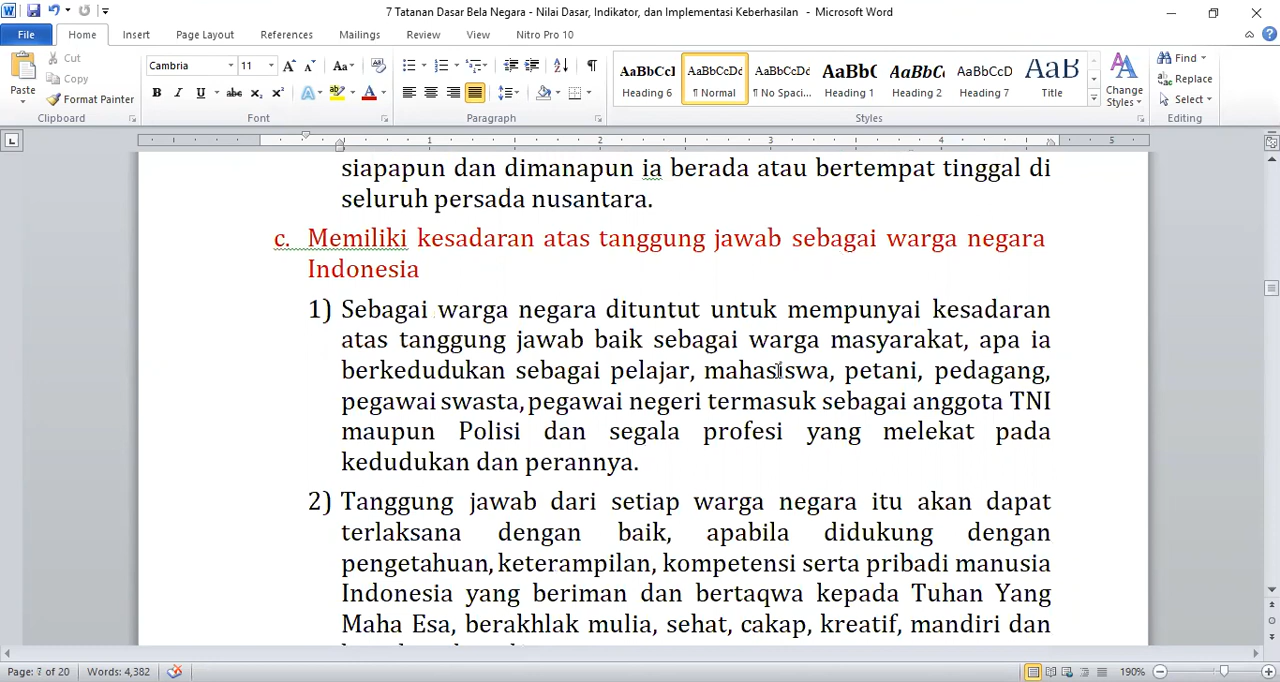 7 Tatanan Dasar Bela Negara - Nilai Dasar, Indikator, dan Implementasi Keberhasilan - Microsoft Word
File Home Insert Page Layout References Mailings Review View Nitro Pro 10
Paste Cut Copy Format Painter
Cambria 11
AaBbCcI AaBbCcDd AaBbCcDd AaBbC AaBbC AaBbCcD AaB
Heading 6 ¶ Normal ¶ No Spaci... Heading 1 Heading 2 Heading 7 Title
Change Styles
Find Replace Select
Clipboard Font Paragraph Styles Editing
1 2 3 4 5
siapapun dan dimanapun ia berada atau bertempat tinggal di
seluruh persada nusantara.
c. Memiliki kesadaran atas tanggung jawab sebagai warga negara
Indonesia
1) Sebagai warga negara dituntut untuk mempunyai kesadaran
atas tanggung jawab baik sebagai warga masyarakat, apa ia
berkedudukan sebagai pelajar, mahasiswa, petani, pedagang,
pegawai swasta, pegawai negeri termasuk sebagai anggota TNI
maupun Polisi dan segala profesi yang melekat pada
kedudukan dan perannya.
2) Tanggung jawab dari setiap warga negara itu akan dapat
terlaksana dengan baik, apabila didukung dengan
pengetahuan, keterampilan, kompetensi serta pribadi manusia
Indonesia yang beriman dan bertaqwa kepada Tuhan Yang
Maha Esa, berakhlak mulia, sehat, cakap, kreatif, mandiri dan
Page: 7 of 20 Words: 4,382 190%